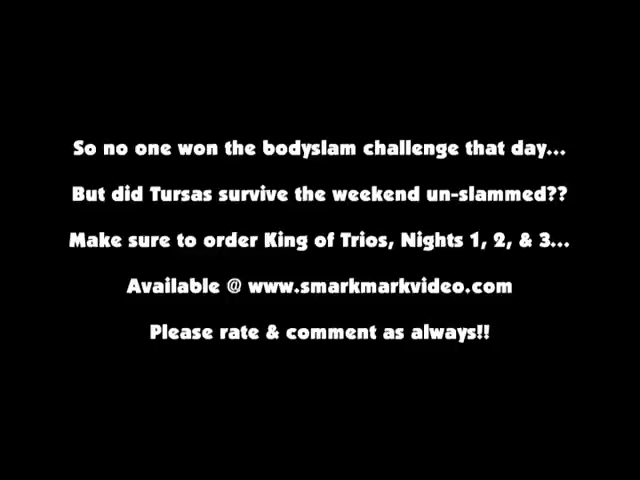 So no one won the bodyslam challenge that day...
But did Tursas survive the weekend un-slammed??
Make sure to order King of Trios, Nights 1, 2, & 3...
Available @ www.smarkmarkvideo.com
Please rate & comment as always!!